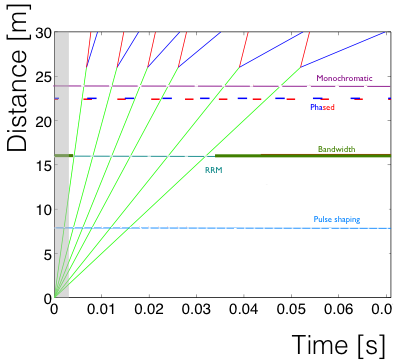 Distance [m]
30
25
20
15
10
5
0
Monochromatic
Phased
Bandwidth
RRM
Pulse shaping
0 0.01 0.02 0.03 0.04 0.05 0.06 0.0
Time [s]